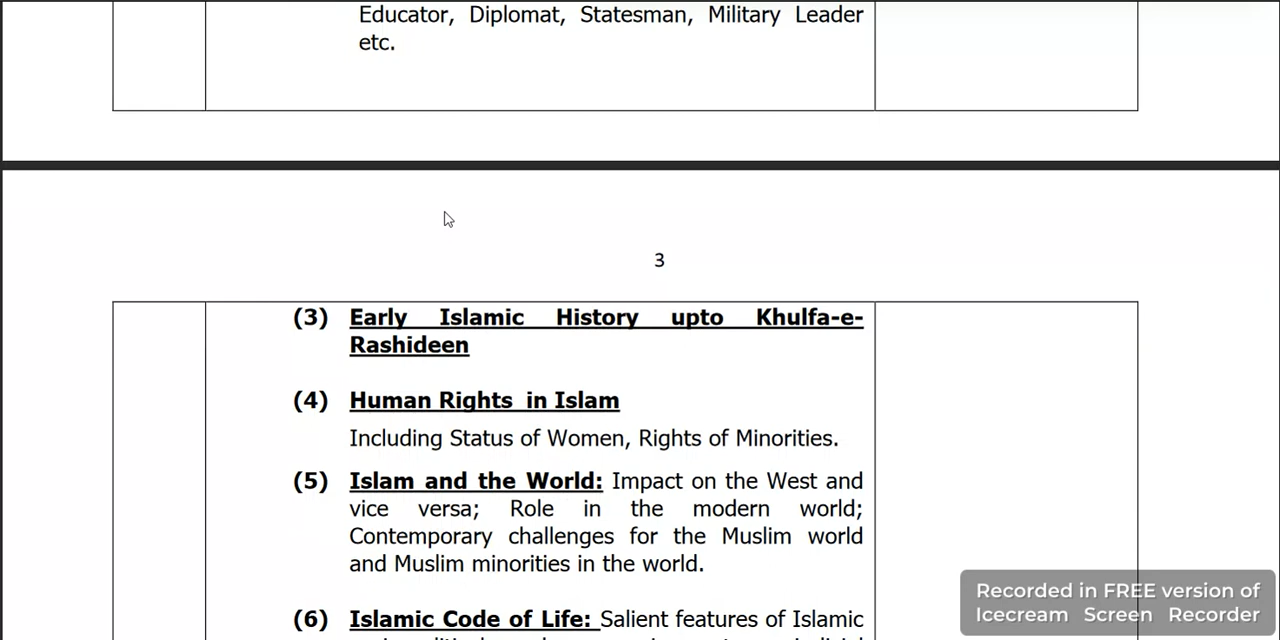 Educator, Diplomat, Statesman, Military Leader
etc.
3
(3) Early Islamic History upto Khulfa-e-
Rashideen
(4) Human Rights in Islam
Including Status of Women, Rights of Minorities.
(5) Islam and the World: Impact on the West and
vice versa; Role in the modern world;
Contemporary challenges for the Muslim world
and Muslim minorities in the world.
(6) Islamic Code of Life: Salient features of Islamic
Recorded in FREE version of
Icecream Screen Recorder